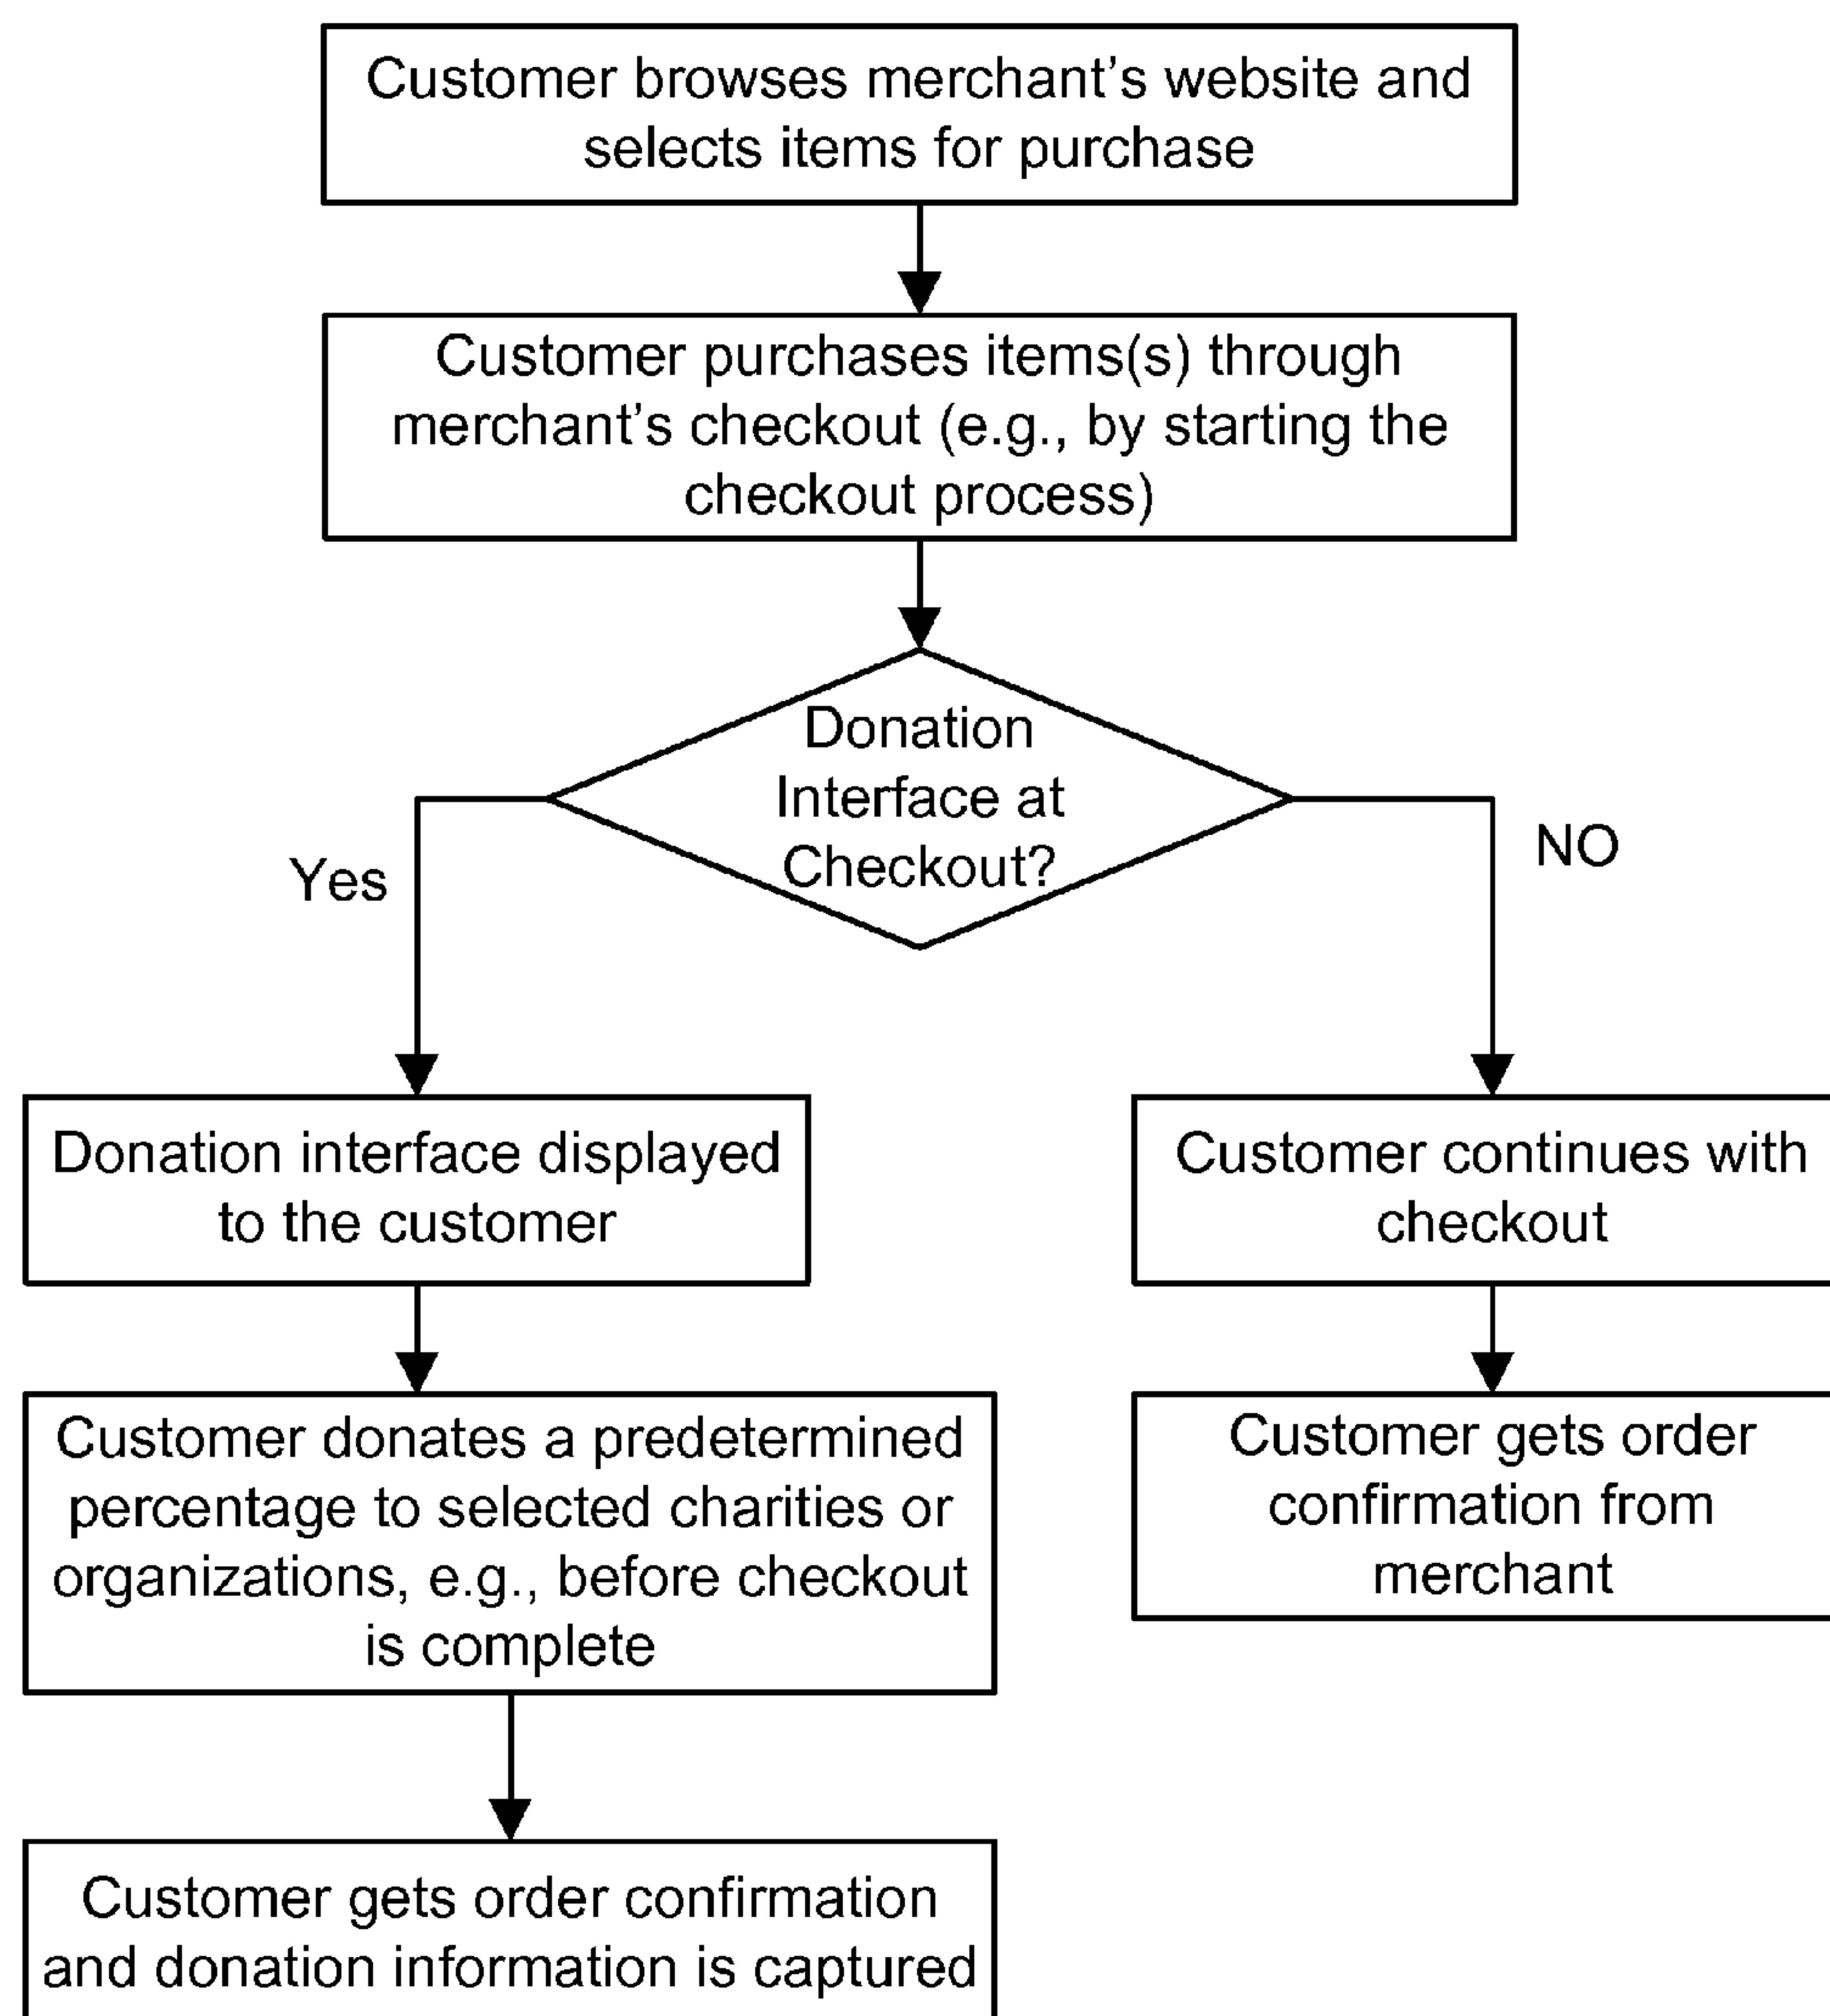 Customer browses merchant's website and
selects items for purchase
Customer purchases items(s) through
merchant's checkout (e.g., by starting the
checkout process)
Donation
Interface at
Checkout?
Yes
NO
Donation interface displayed
to the customer
Customer continues with
checkout
Customer donates a predetermined
percentage to selected charities or
organizations, e.g., before checkout
is complete
Customer gets order
confirmation from
merchant
Customer gets order confirmation
and donation information is captured